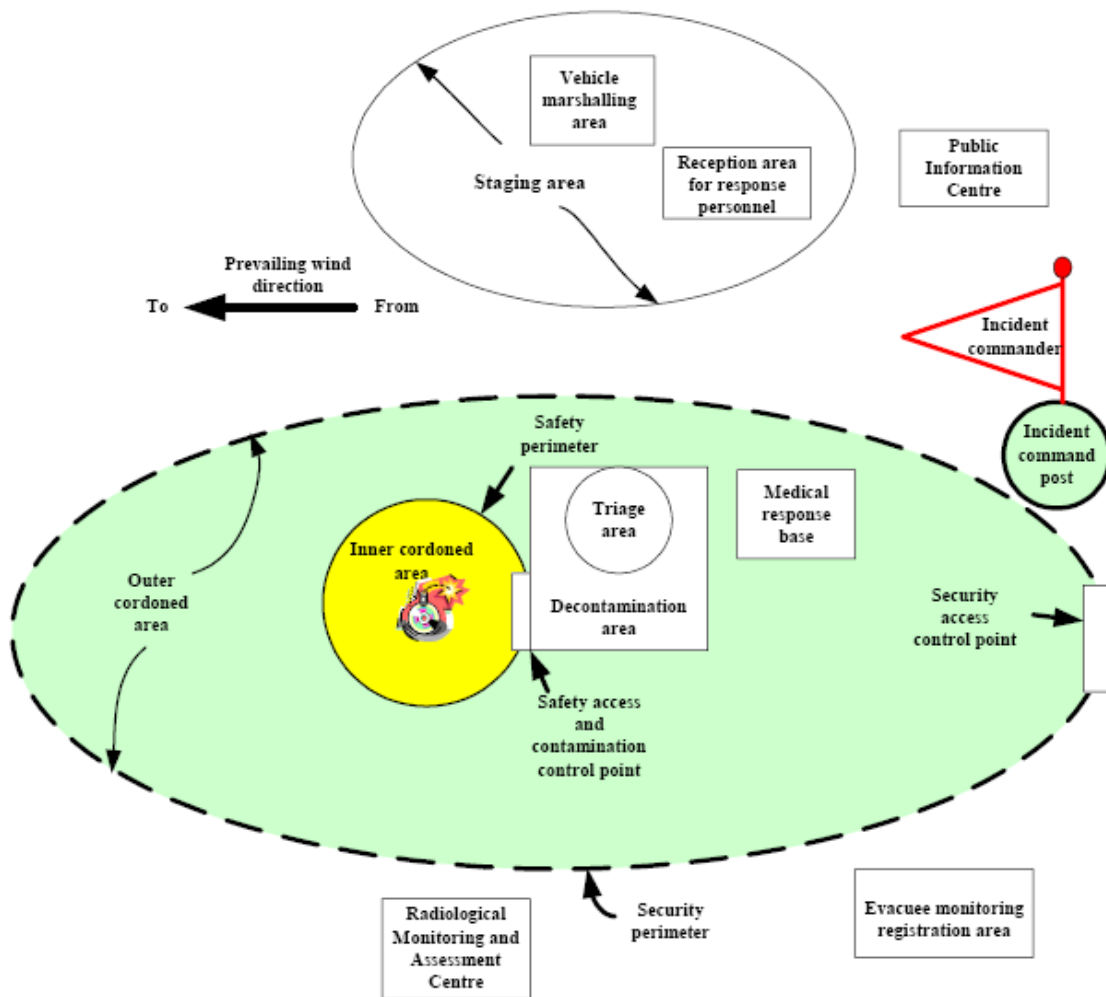 Vehicle
marshalling
area
Reception area
for response
personnel
Staging area
Public
Information
Centre
Prevailing wind
direction
To
From
Incident
commander
Incident
command
post
Safety
perimeter
Triage
area
Medical
response
base
Inner cordoned
area
Outer
cordoned
area
Decontamination
area
Security
access
control point
Safety access
and
contamination
control point
Radiological
Monitoring and
Assessment
Centre
Security
perimeter
Evacuee monitoring
registration area